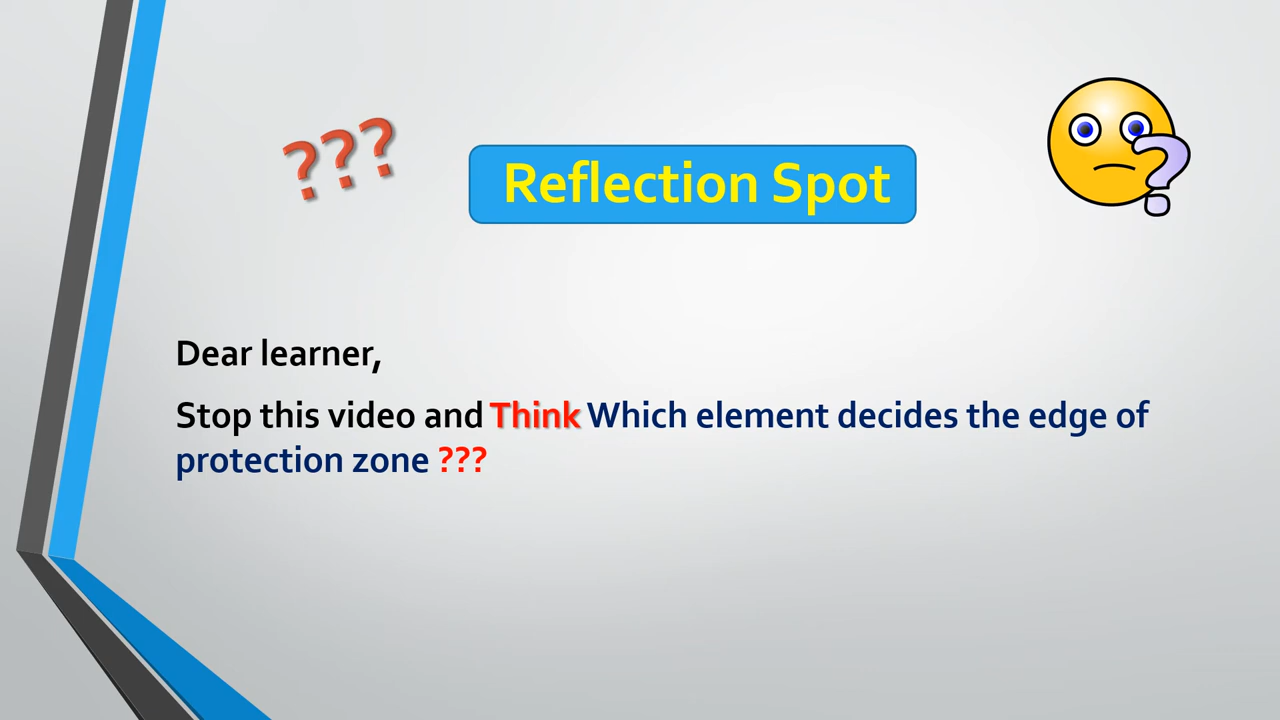 ???
Reflection Spot
?
Dear learner,
Stop this video and Think Which element decides the edge of
protection zone ???